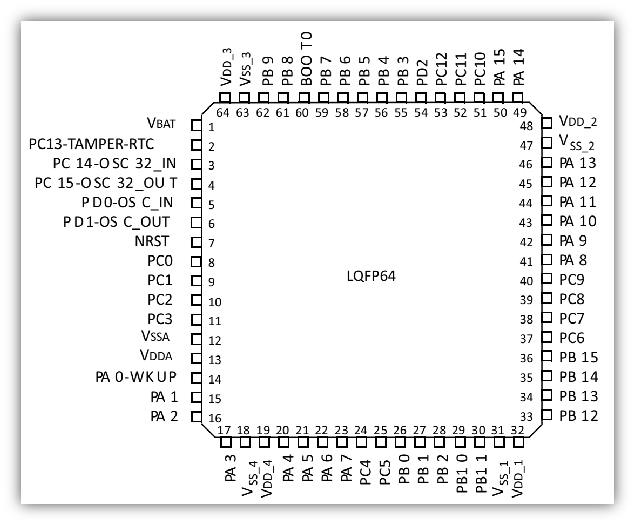 VDD_3
VSS_3
PB 9
PB 8
BOO T0
PB 7
PB 6
PB 5
PB 4
PB 3
PD2
PC12
PC11
PC10
PA 15
PA 14
64 63 62 61 60 59 58 57 56 55 54 53 52 51 50 49
VBAT 1
PC13-TAMPER-RTC 2
PC 14-OSC 32_IN 3
PC 15-OSC 32_OU T 4
PD0-OS C_IN 5
PD1-OS C_OUT 6
NRST 7
PC0 8
PC1 9
PC2 10
PC3 11
VSSA 12
VDDA 13
PA 0-WKUP 14
PA 1 15
PA 2 16
LQFP64
48 VDD_2
47 VSS_2
46 PA 13
45 PA 12
44 PA 11
43 PA 10
42 PA 9
41 PA 8
40 PC9
39 PC8
38 PC7
37 PC6
36 PB 15
35 PB 14
34 PB 13
33 PB 12
17 18 19 20 21 22 23 24 25 26 27 28 29 30 31 32
PA 3
VSS_4
VDD_4
PA 4
PA 5
PA 6
PA 7
PC4
PC5
PB 0
PB 1
PB 2
PB1 0
PB1 1
VSS_1
VDD_1